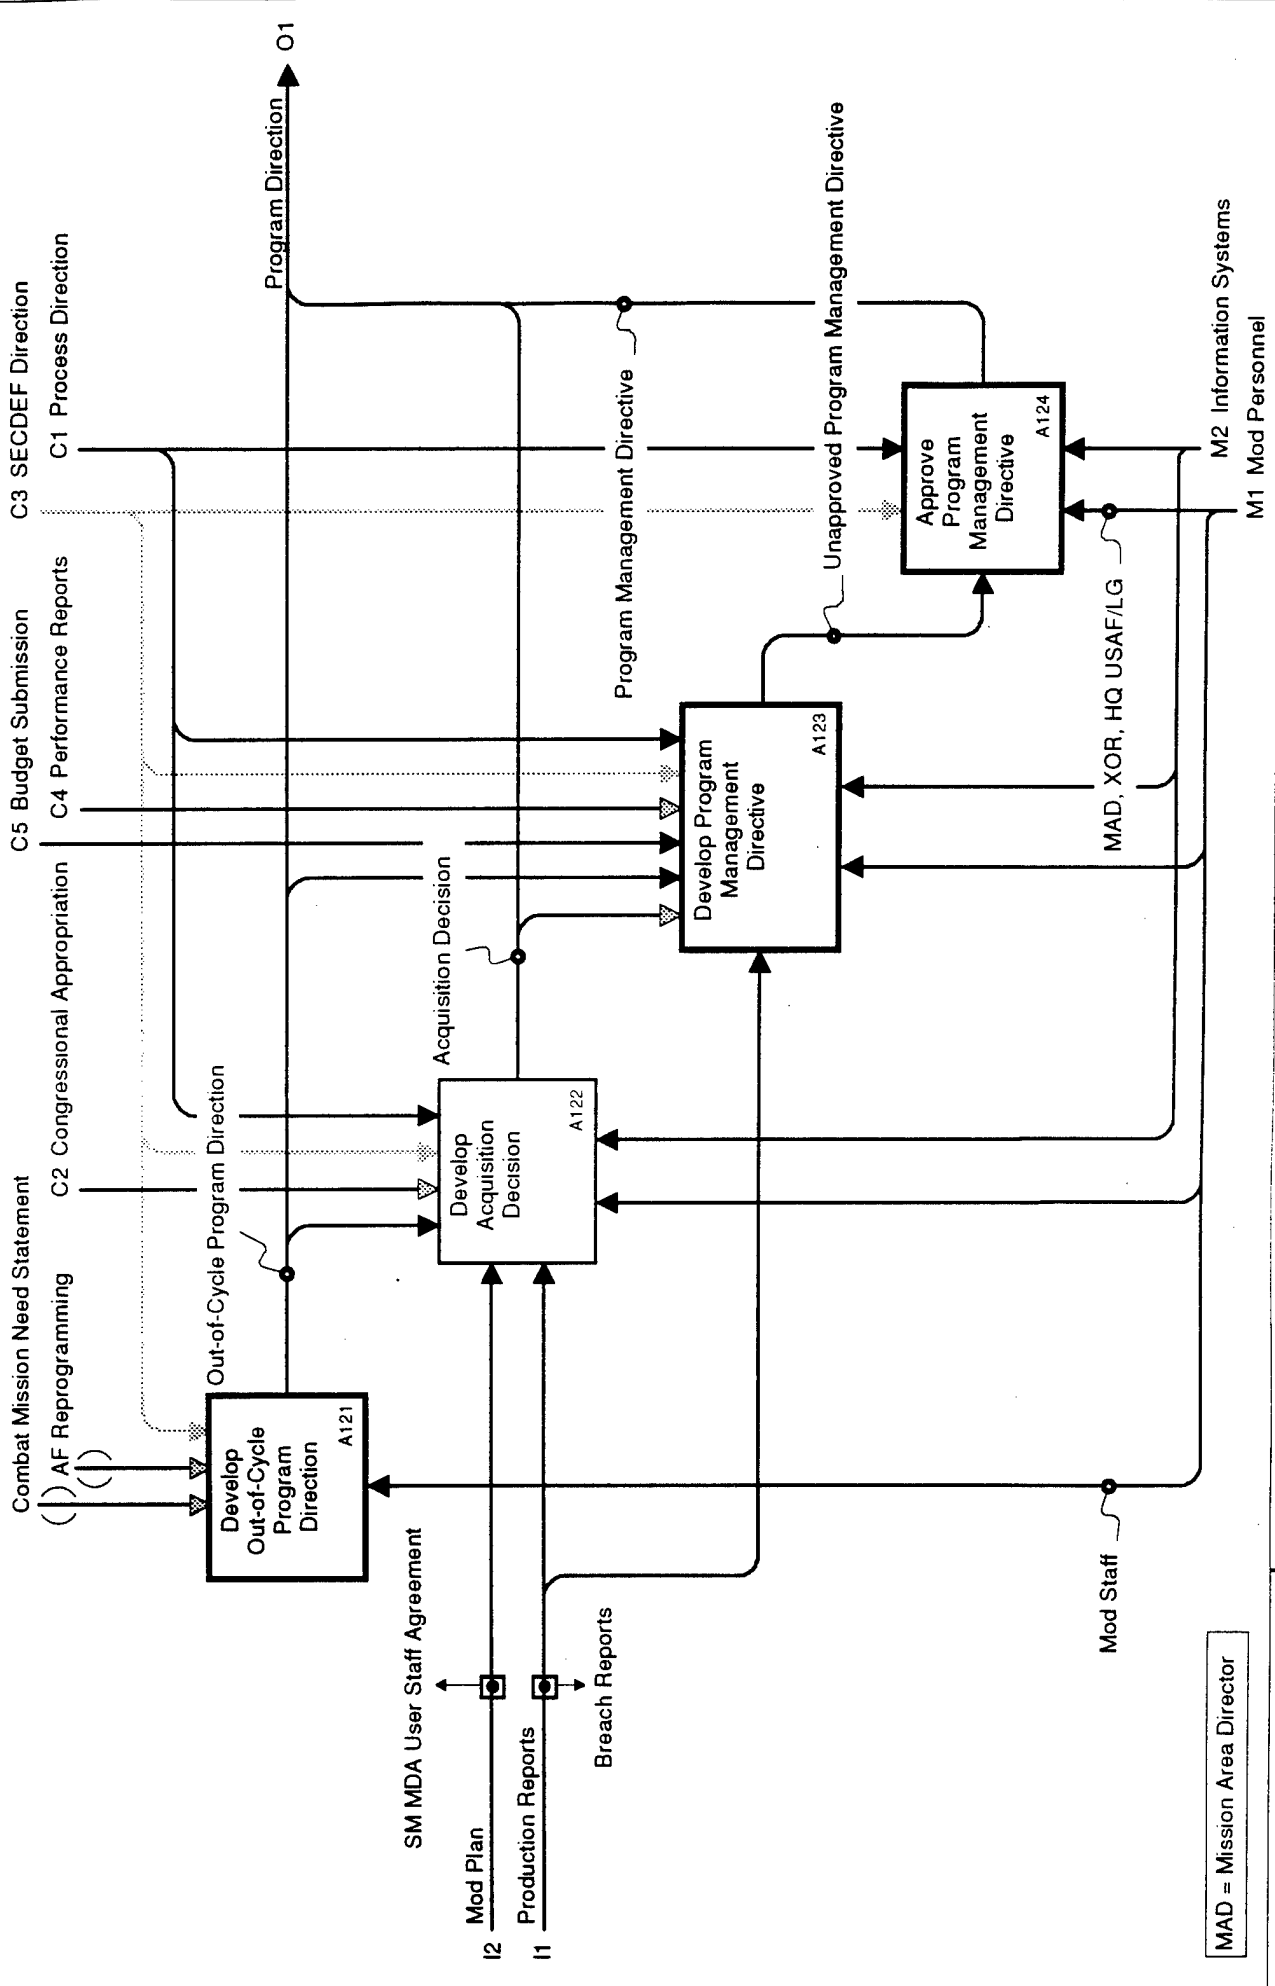 Combat Mission Need Statement
AF Reprogramming
C2 Congressional Appropriation
C5 Budget Submission
C4 Performance Reports
C3 SECDEF Direction
C1 Process Direction
Develop
Out-of-Cycle
Program
Direction
A121
Out-of-Cycle Program Direction
Program Direction
O1
SM MDA User Staff Agreement
I2
Mod Plan
I1
Production Reports
Breach Reports
Develop
Acquisition
Decision
A122
Acquisition Decision
Develop Program
Management
Directive
A123
Program Management Directive
Unapproved Program Management Directive
Approve
Program
Management
Directive
A124
MAD, XOR, HQ USAF/LG
Mod Staff
M2 Information Systems
M1 Mod Personnel
MAD = Mission Area Director